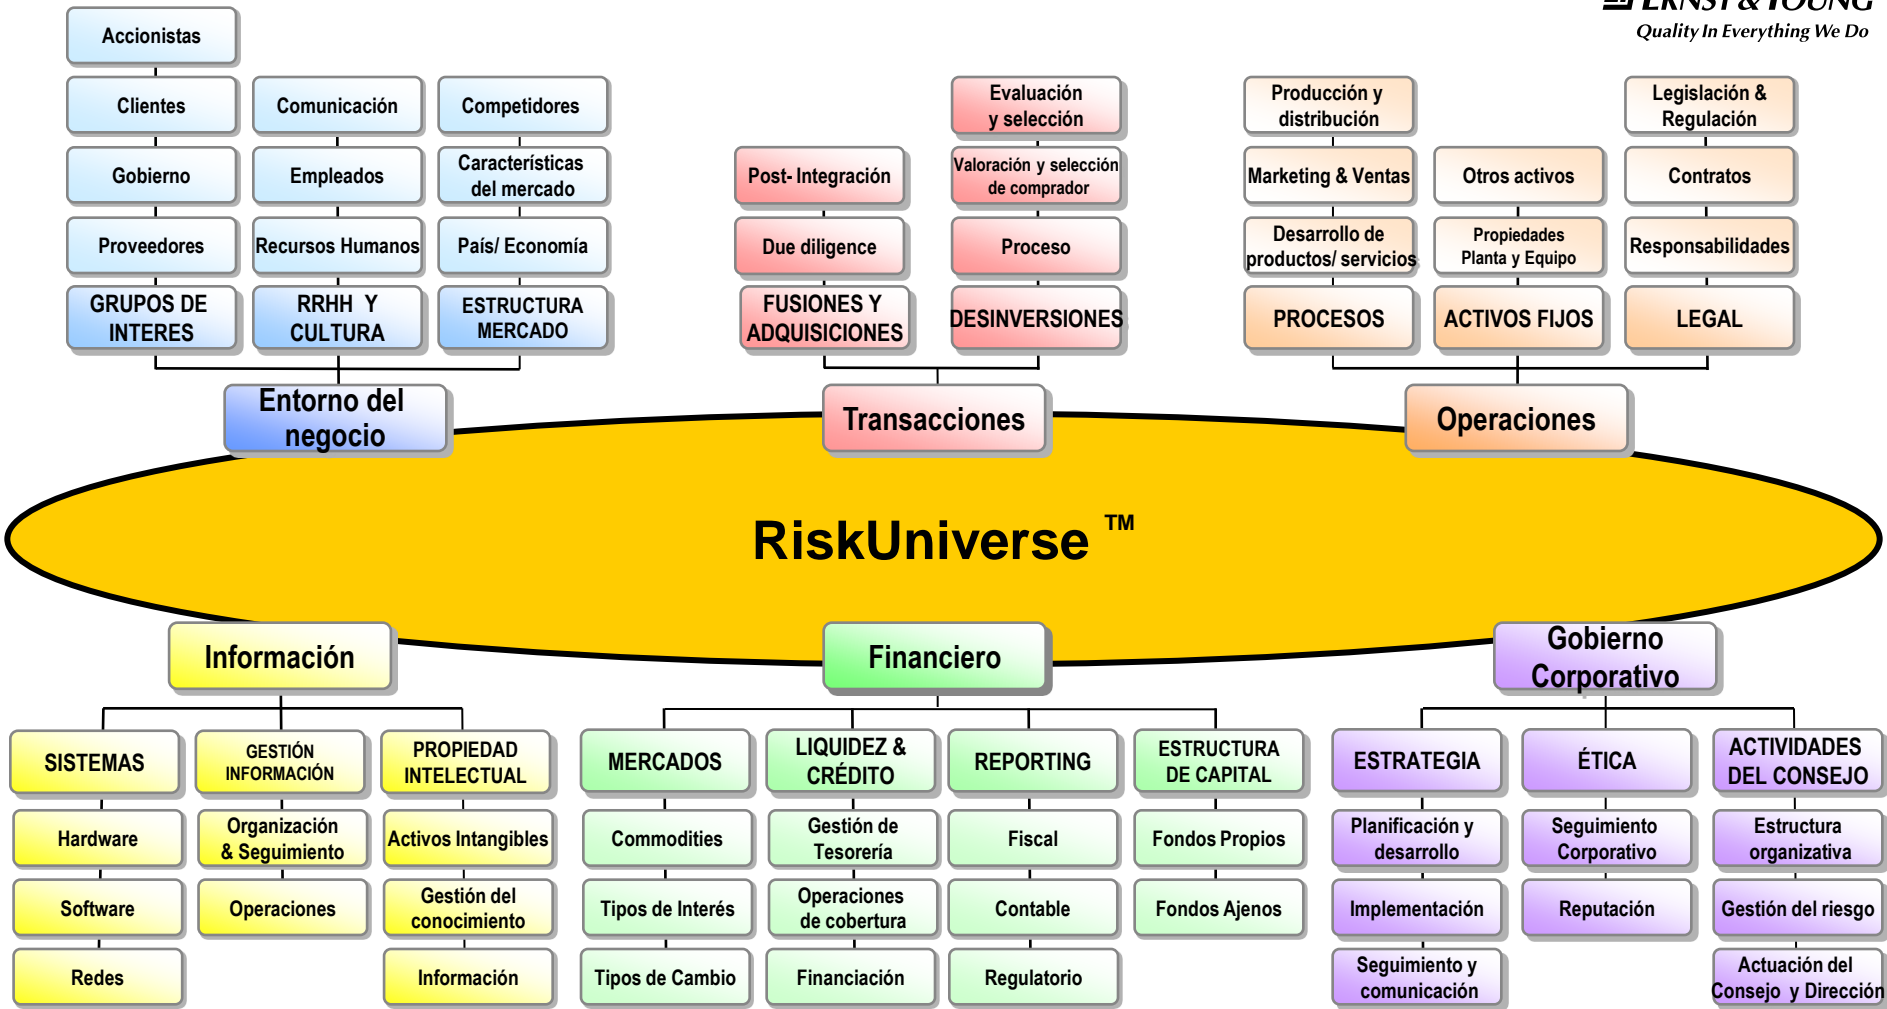 ERNST & YOUNG
Quality In Everything We Do
Accionistas
Clientes
Comunicación
Competidores
Evaluación
y selección
Producción y
distribución
Legislación &
Regulación
Gobierno
Empleados
Características
del mercado
Post- Integración
Valoración y selección
de comprador
Marketing & Ventas
Otros activos
Contratos
Proveedores
Recursos Humanos
País/ Economía
Due diligence
Proceso
Desarrollo de
productos/ servicios
Propiedades
Planta y Equipo
Responsabilidades
GRUPOS DE
INTERES
RRHH Y
CULTURA
ESTRUCTURA
MERCADO
FUSIONES Y
ADQUISICIONES
DESINVERSIONES
PROCESOS
ACTIVOS FIJOS
LEGAL
Entorno del
negocio
Transacciones
Operaciones
RiskUniverse ™
Información
Financiero
Gobierno
Corporativo
SISTEMAS
GESTIÓN
INFORMACIÓN
PROPIEDAD
INTELECTUAL
MERCADOS
LIQUIDEZ &
CRÉDITO
REPORTING
ESTRUCTURA
DE CAPITAL
ESTRATEGIA
ÉTICA
ACTIVIDADES
DEL CONSEJO
Hardware
Organización
& Seguimiento
Activos Intangibles
Commodities
Gestión de
Tesorería
Fiscal
Fondos Propios
Planificación y
desarrollo
Seguimiento
Corporativo
Estructura
organizativa
Software
Operaciones
Gestión del
conocimiento
Tipos de Interés
Operaciones
de cobertura
Contable
Fondos Ajenos
Implementación
Reputación
Gestión del riesgo
Redes
Información
Tipos de Cambio
Financiación
Regulatorio
Seguimiento y
comunicación
Actuación del
Consejo y Dirección